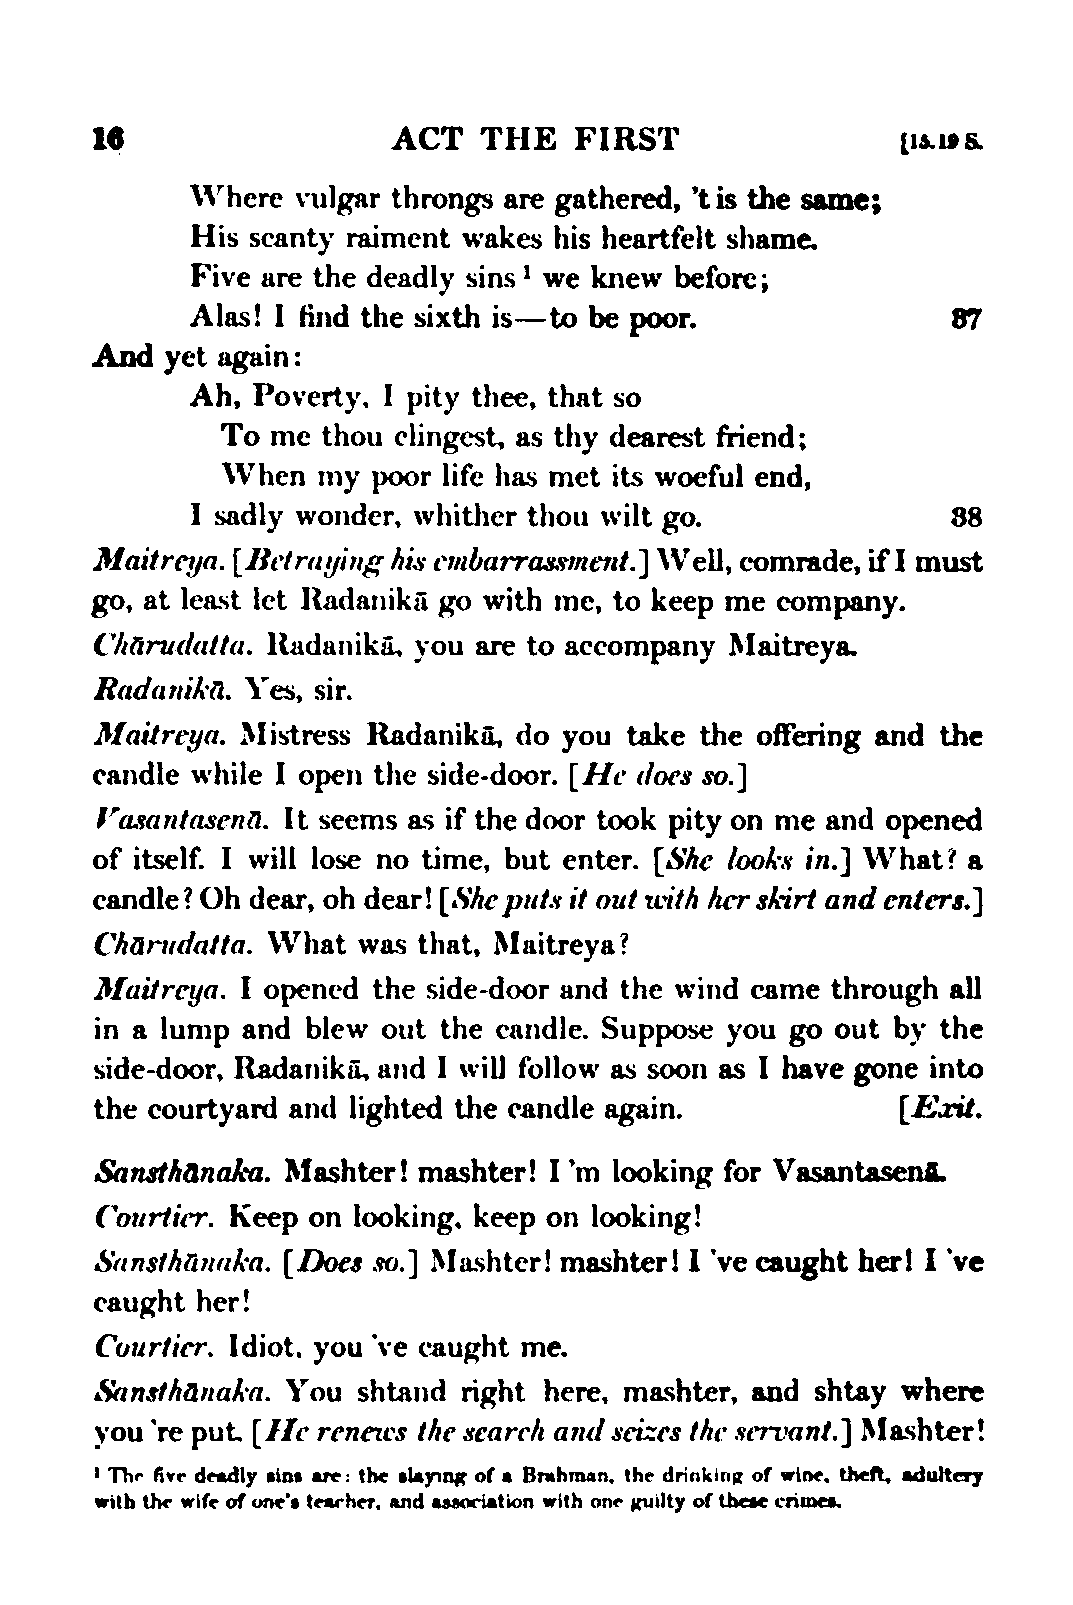 16 ACT THE FIRST [15.19 S.
Where vulgar throngs are gathered, 't is the same;
His scanty raiment wakes his heartfelt shame.
Five are the deadly sins¹ we knew before;
Alas! I find the sixth is—to be poor. 37
And yet again:
Ah, Poverty, I pity thee, that so
To me thou clingest, as thy dearest friend;
When my poor life has met its woeful end,
I sadly wonder, whither thou wilt go. 38
Maitreya. [Betraying his embarrassment.] Well, comrade, if I must
go, at least let Radanikā go with me, to keep me company.
Chārudatta. Radanikā, you are to accompany Maitreya.
Radanikā. Yes, sir.
Maitreya. Mistress Radanikā, do you take the offering and the
candle while I open the side-door. [He does so.]
Vasantasenā. It seems as if the door took pity on me and opened
of itself. I will lose no time, but enter. [She looks in.] What? a
candle? Oh dear, oh dear! [She puts it out with her skirt and enters.]
Chārudatta. What was that, Maitreya?
Maitreya. I opened the side-door and the wind came through all
in a lump and blew out the candle. Suppose you go out by the
side-door, Radanikā, and I will follow as soon as I have gone into
the courtyard and lighted the candle again. [Exit.
Sansthānaka. Mashter! mashter! I 'm looking for Vasantasenā.
Courtier. Keep on looking, keep on looking!
Sansthānaka. [Does so.] Mashter! mashter! I 've caught her! I 've
caught her!
Courtier. Idiot, you 've caught me.
Sansthānaka. You shtand right here, mashter, and shtay where
you 're put. [He renews the search and seizes the servant.] Mashter!
¹ The five deadly sins are: the slaying of a Brahman, the drinking of wine, theft, adultery
with the wife of one's teacher, and association with one guilty of these crimes.